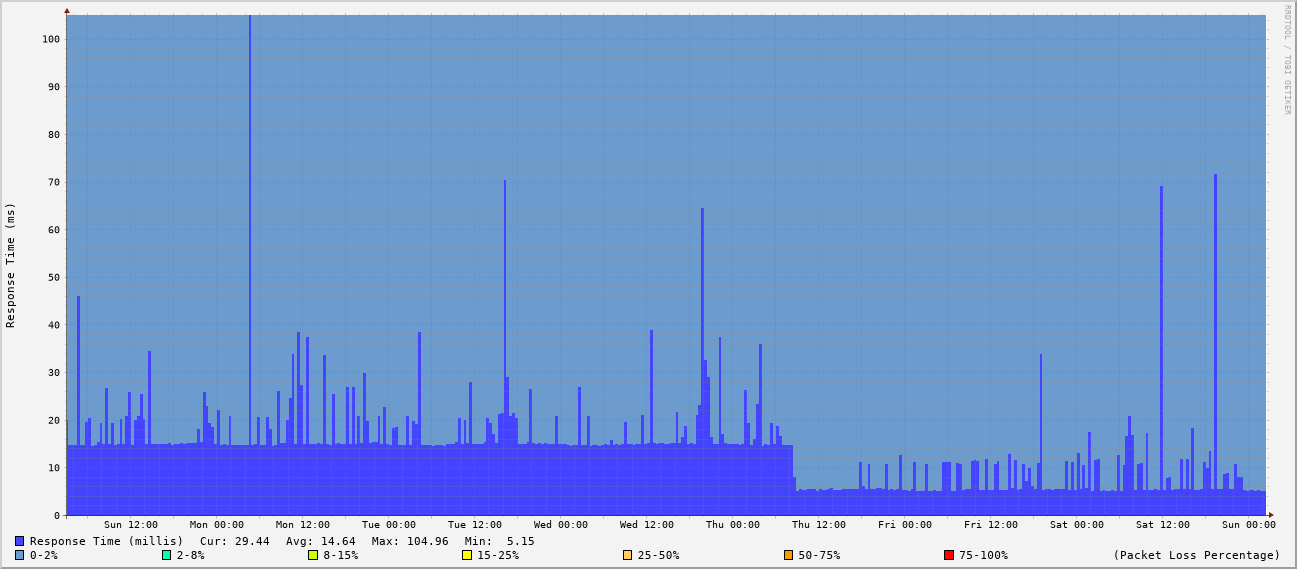 RRDTOOL / TOBI OETIKER
Response Time (ms)
100
90
80
70
60
50
40
30
20
10
0
Sun 12:00 Mon 00:00 Mon 12:00 Tue 00:00 Tue 12:00 Wed 00:00 Wed 12:00 Thu 00:00 Thu 12:00 Fri 00:00 Fri 12:00 Sat 00:00 Sat 12:00 Sun 00:00
Response Time (millis) Cur: 29.44 Avg: 14.64 Max: 104.96 Min: 5.15
0-2% 2-8% 8-15% 15-25% 25-50% 50-75% 75-100% (Packet Loss Percentage)